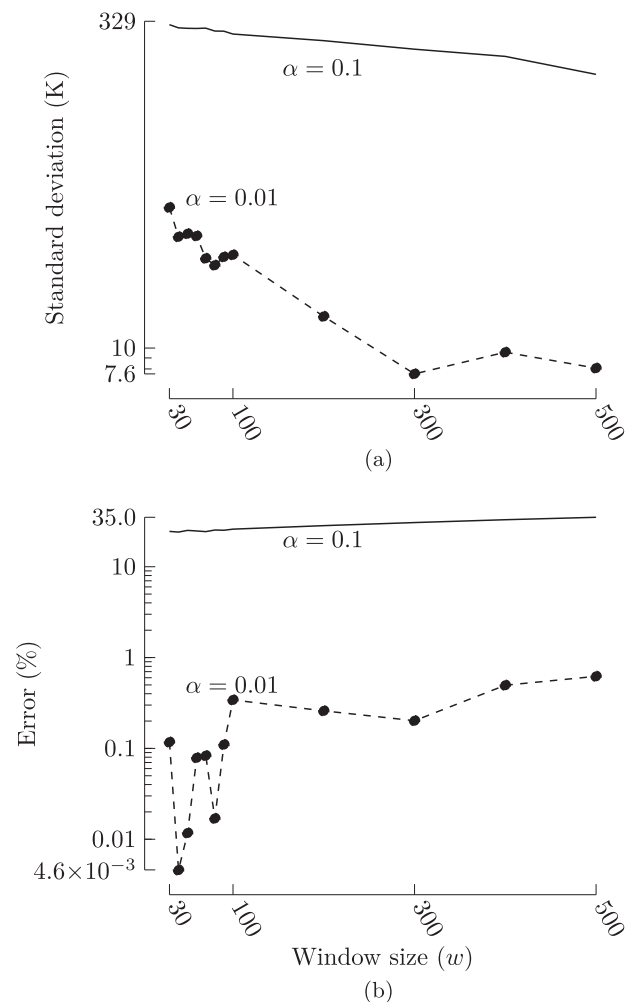 329
Standard deviation (K)
α = 0.1
α = 0.01
10
7.6
30
100
300
500
(a)
35.0
α = 0.1
10
Error (%)
1
α = 0.01
0.1
0.01
4.6×10⁻³
30
100
300
500
Window size (w)
(b)